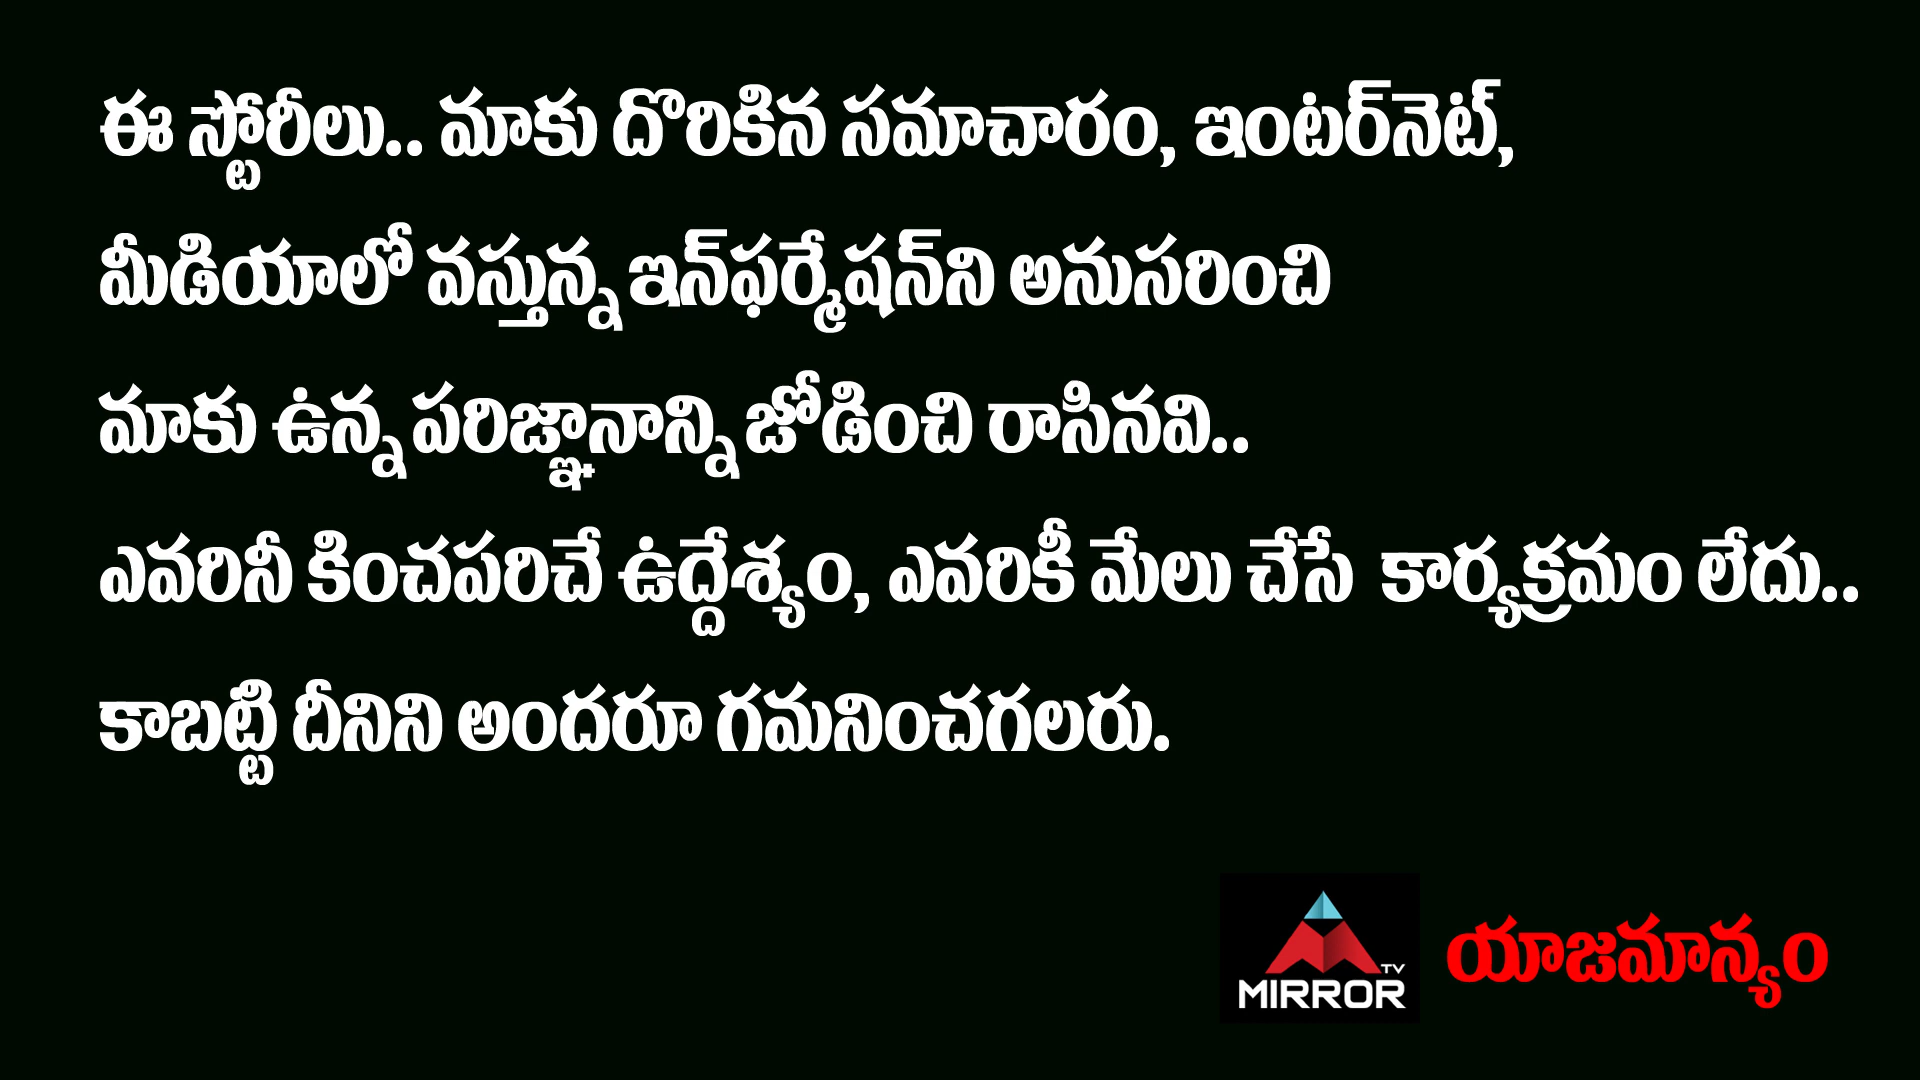 ఈ స్టోరీలు.. మాకు దొరికిన సమాచారం, ఇంటర్‌నెట్,
మీడియాలో వస్తున్న ఇన్‌ఫర్మేషన్‌ని అనుసరించి
మాకు ఉన్న పరిజ్ఞానాన్ని జోడించి రాసినవి..
ఎవరినీ కించపరిచే ఉద్దేశ్యం, ఎవరికీ మేలు చేసే కార్యక్రమం లేదు..
కాబట్టి దీనిని అందరూ గమనించగలరు.
TV
MIRROR
యాజమాన్యం